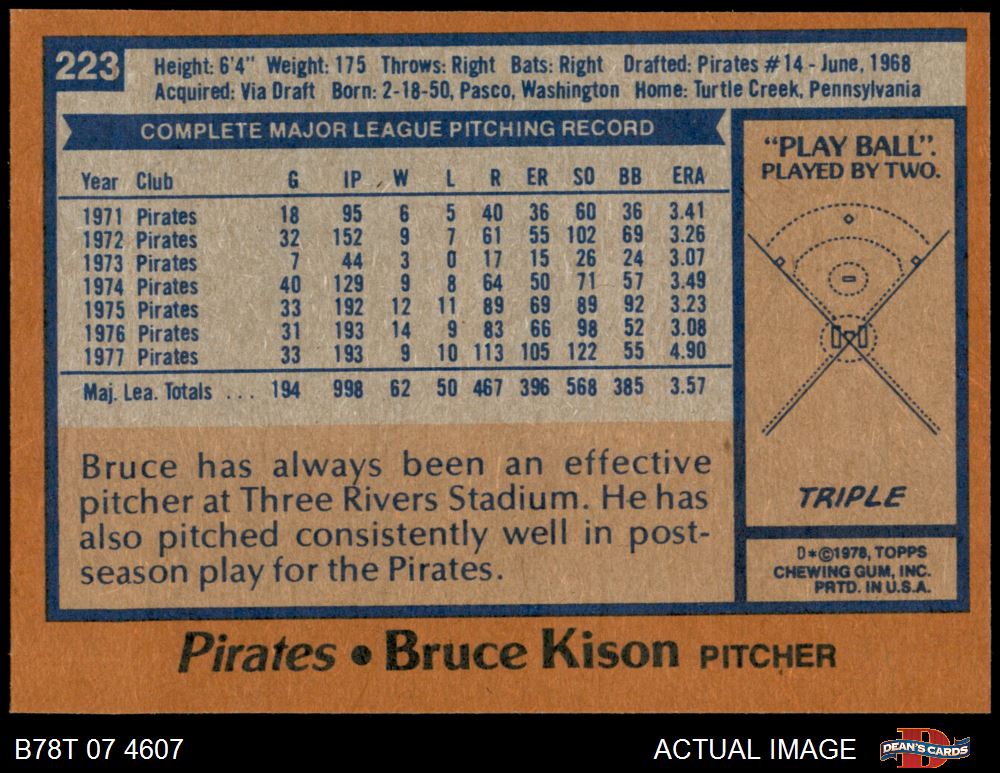 223
Height: 6'4" Weight: 175 Throws: Right Bats: Right Drafted: Pirates #14 - June, 1968
Acquired: Via Draft Born: 2-18-50, Pasco, Washington Home: Turtle Creek, Pennsylvania
COMPLETE MAJOR LEAGUE PITCHING RECORD
Year Club G IP W L R ER SO BB ERA
1971 Pirates 18 95 6 5 40 36 60 36 3.41
1972 Pirates 32 152 9 7 61 55 102 69 3.26
1973 Pirates 7 44 3 0 17 15 26 24 3.07
1974 Pirates 40 129 9 8 64 50 71 57 3.49
1975 Pirates 33 192 12 11 89 69 89 92 3.23
1976 Pirates 31 193 14 9 83 66 98 52 3.08
1977 Pirates 33 193 9 10 113 105 122 55 4.90
Maj. Lea. Totals ... 194 998 62 50 467 396 568 385 3.57
Bruce has always been an effective
pitcher at Three Rivers Stadium. He has
also pitched consistently well in post-
season play for the Pirates.
"PLAY BALL".
PLAYED BY TWO.
TRIPLE
D*©1978, TOPPS
CHEWING GUM, INC.
PRTD. IN U.S.A.
Pirates • Bruce Kison PITCHER
B78T 07 4607
ACTUAL IMAGE
DEAN'S CARDS